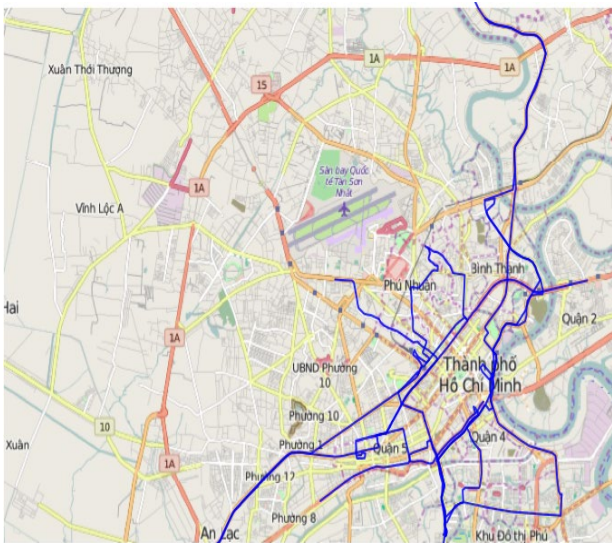 1A
1A
Xuân Thới Thượng
15
Sân bay Quốc
tế Tân Sơn
Nhất
1A
Vĩnh Lộc A
Bình Thạnh
Phú Nhuận
Hai
Quận 2
1A
UBND Phường
10
Thành phố
Hồ Chí Minh
Phường 10
10
Phường 1
Quận 5
Quận 4
Xuân
1A
Phường 12
Phường 8
An Lạc
Khu Đô thị Phú